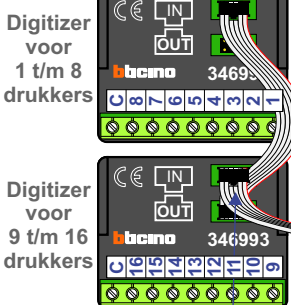 Digitizer
voor
1 t/m 8
drukkers
CE IN
OUT
bticino 346993
C 8 7 6 5 4 3 2 1
Digitizer
voor
9 t/m 16
drukkers
CE IN
OUT
bticino 346993
C 16 15 14 13 12 11 10 9